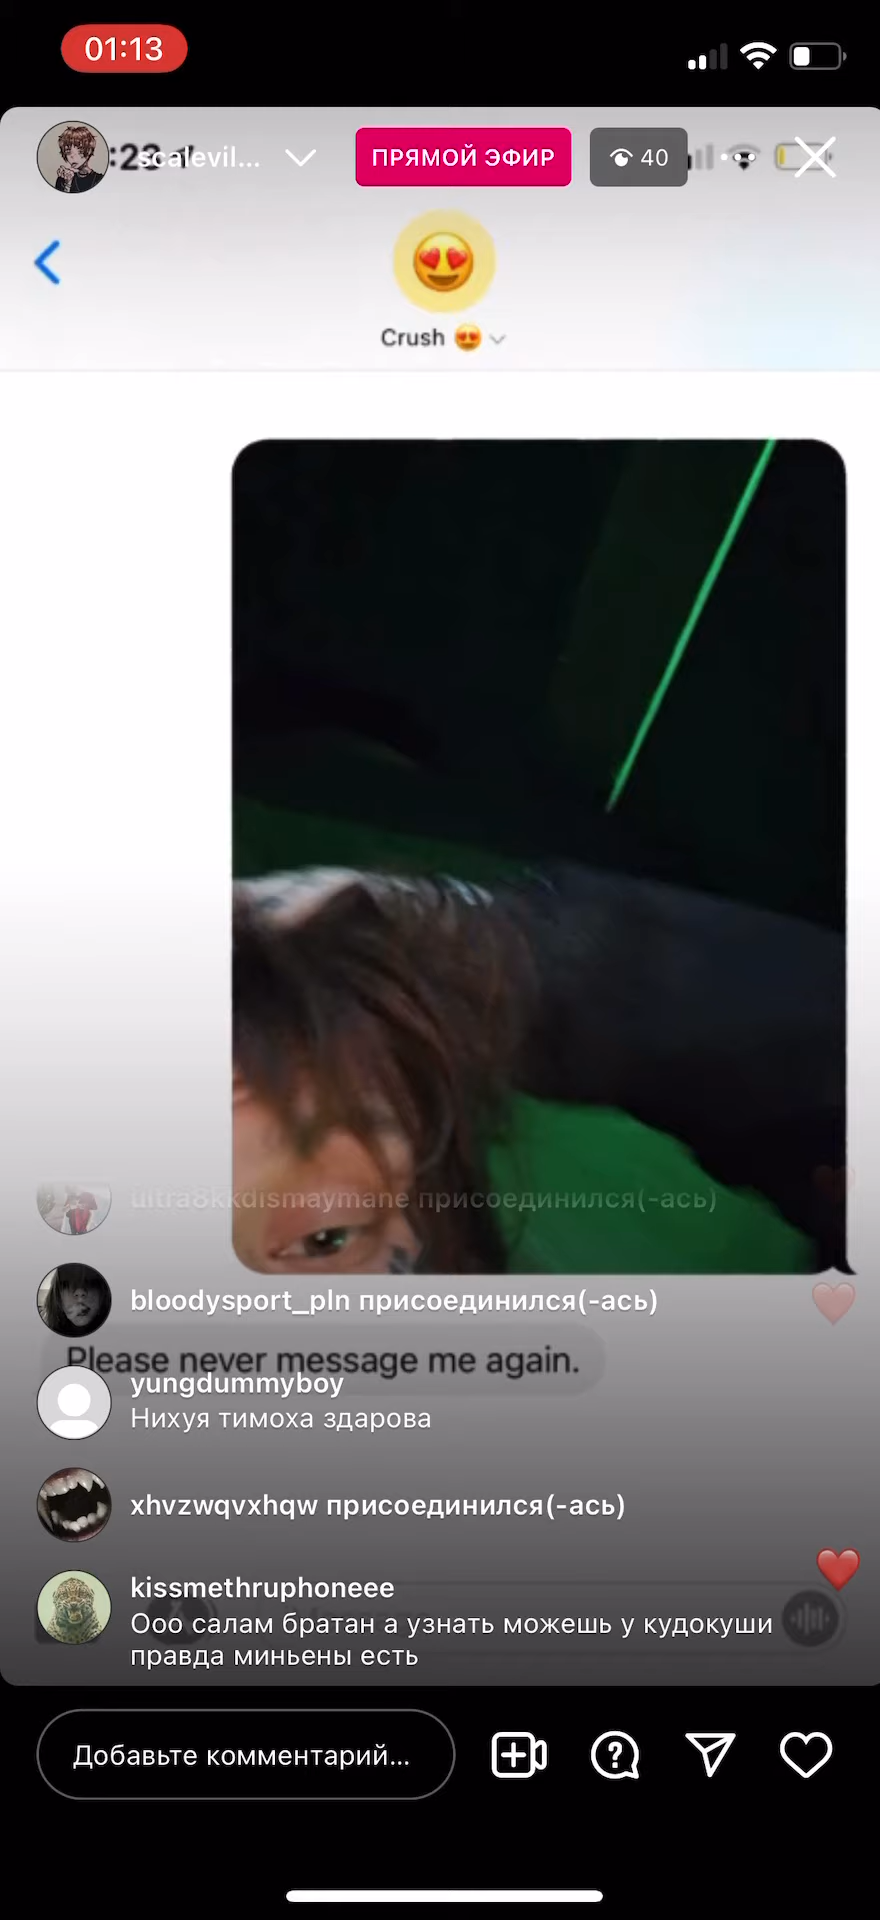 01:13
:23
scalevil...
ПРЯМОЙ ЭФИР
40
Crush 😍
ultra8kkdismaymane присоединился(-ась)
bloodysport_pln присоединился(-ась)
Please never message me again.
yungdummyboy
Нихуя тимоха здарова
xhvzwqvxhqw присоединился(-ась)
kissmethruphoneee
Ооо салам братан а узнать можешь у кудокуши
правда миньены есть
Добавьте комментарий...